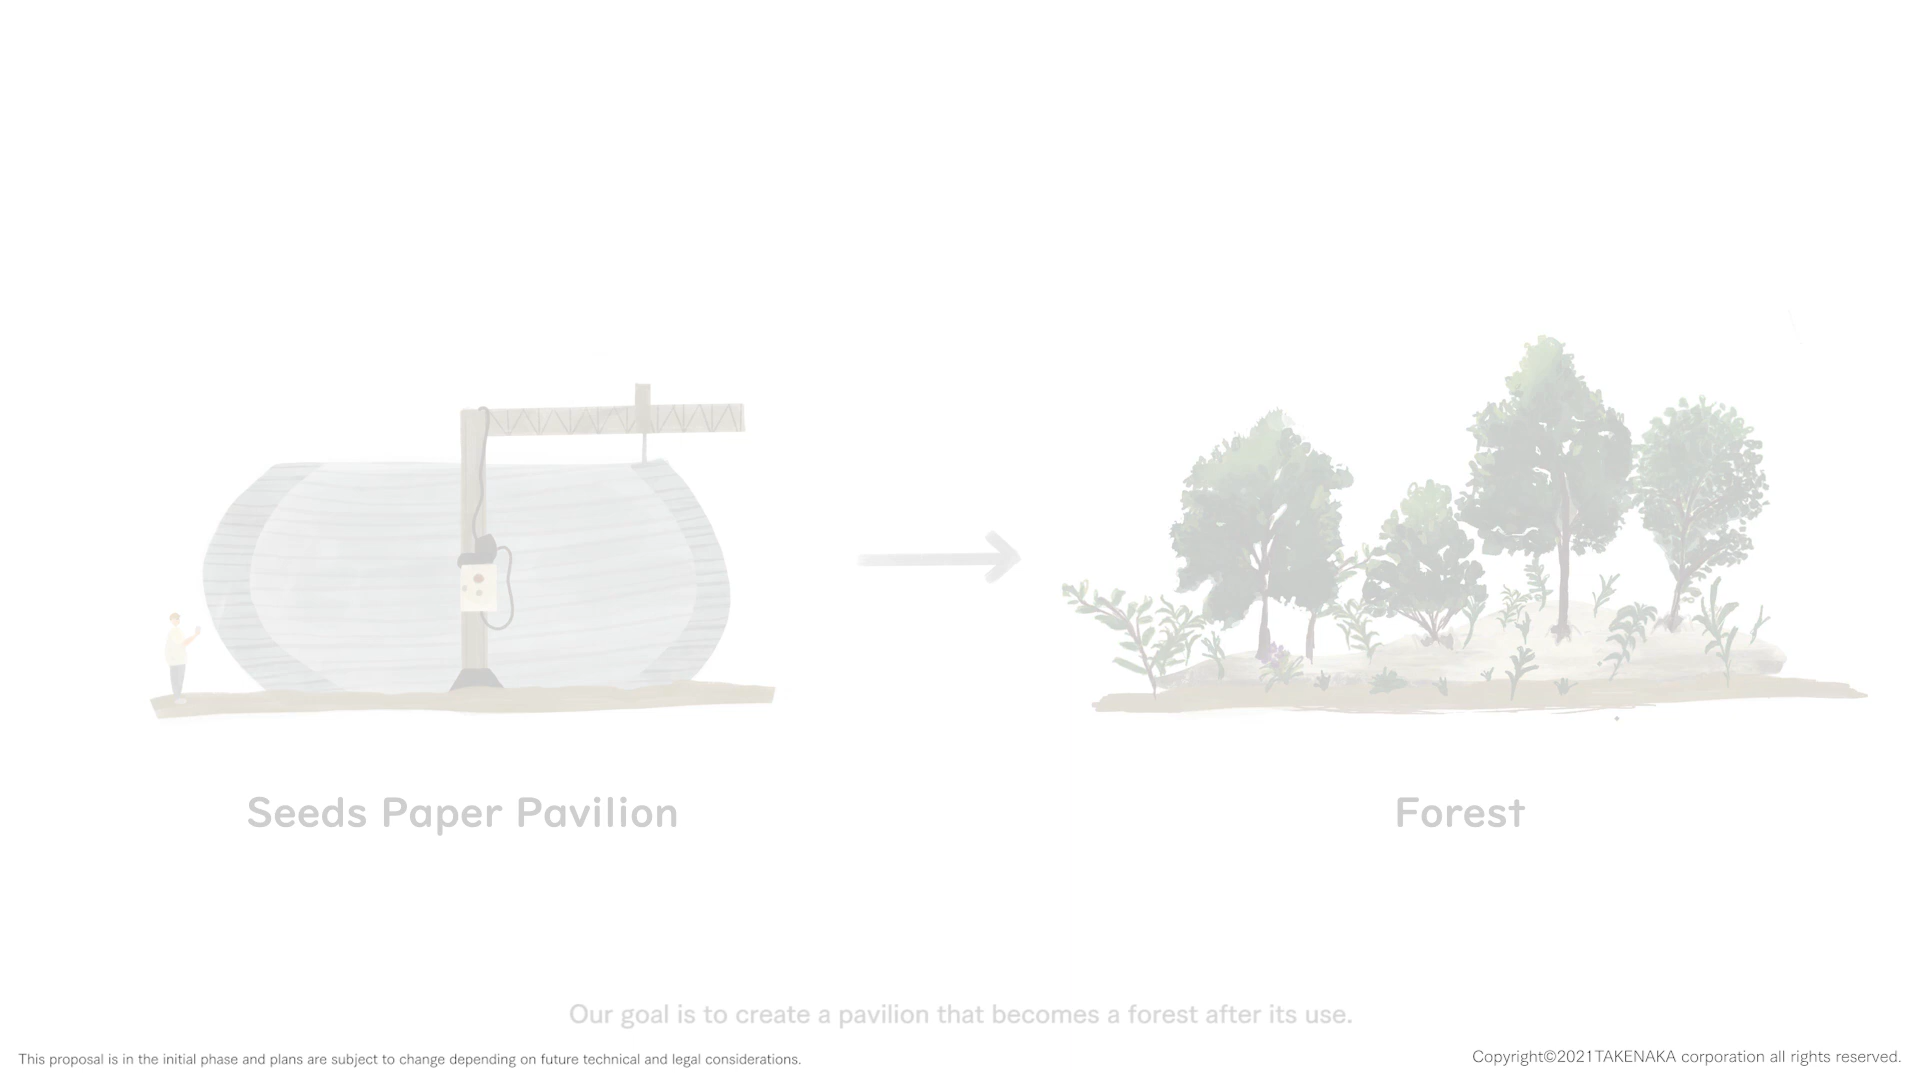 Seeds Paper Pavilion
Forest
Our goal is to create a pavilion that becomes a forest after its use.
This proposal is in the initial phase and plans are subject to change depending on future technical and legal considerations.
Copyright©2021TAKENAKA corporation all rights reserved.